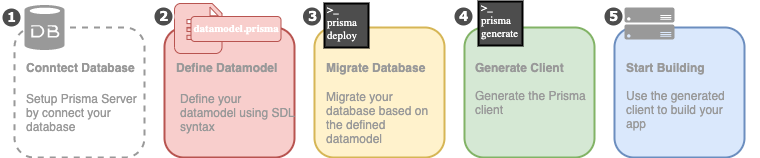 1
DB
Conntect Database
Setup Prisma Server
by connect your
database
2
datamodel.prisma
Define Datamodel
Define your
datamodel using SDL
syntax
3
>_
prisma
deploy
Migrate Database
Migrate your
database based on
the defined
datamodel
4
>_
prisma
generate
Generate Client
Generate the Prisma
client
5
Start Building
Use the generated
client to build your
app